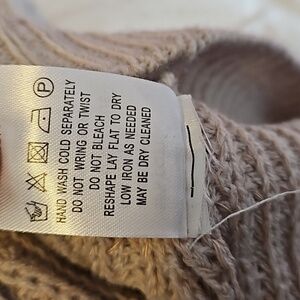 HAND WASH COLD SEPARATELY
DO NOT WRING OR TWIST
DO NOT BLEACH
RESHAPE LAY FLAT TO DRY
LOW IRON AS NEEDED
MAY BE DRY CLEANED
P